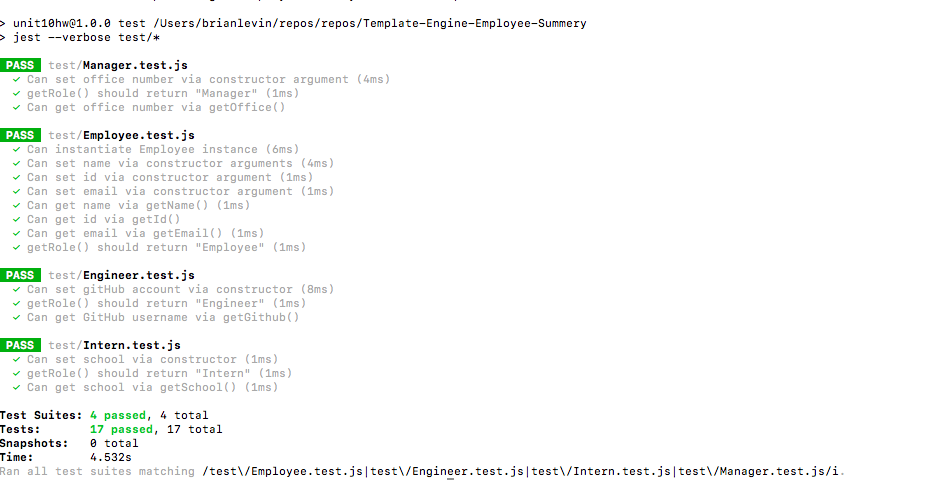 > unit10hw@1.0.0 test /Users/brianlevin/repos/repos/Template-Engine-Employee-Summery
> jest --verbose test/*
PASS test/Manager.test.js
✓ Can set office number via constructor argument (4ms)
✓ getRole() should return "Manager" (1ms)
✓ Can get office number via getOffice()
PASS test/Employee.test.js
✓ Can instantiate Employee instance (6ms)
✓ Can set name via constructor arguments (4ms)
✓ Can set id via constructor argument (1ms)
✓ Can set email via constructor argument (1ms)
✓ Can get name via getName() (1ms)
✓ Can get id via getId()
✓ Can get email via getEmail() (1ms)
✓ getRole() should return "Employee" (1ms)
PASS test/Engineer.test.js
✓ Can set gitHub account via constructor (8ms)
✓ getRole() should return "Engineer" (1ms)
✓ Can get GitHub username via getGithub()
PASS test/Intern.test.js
✓ Can set school via constructor (1ms)
✓ getRole() should return "Intern" (1ms)
✓ Can get school via getSchool() (1ms)
Test Suites: 4 passed, 4 total
Tests: 17 passed, 17 total
Snapshots: 0 total
Time: 4.532s
Ran all test suites matching /test\/Employee.test.js|test\/Engineer.test.js|test\/Intern.test.js|test\/Manager.test.js/i.